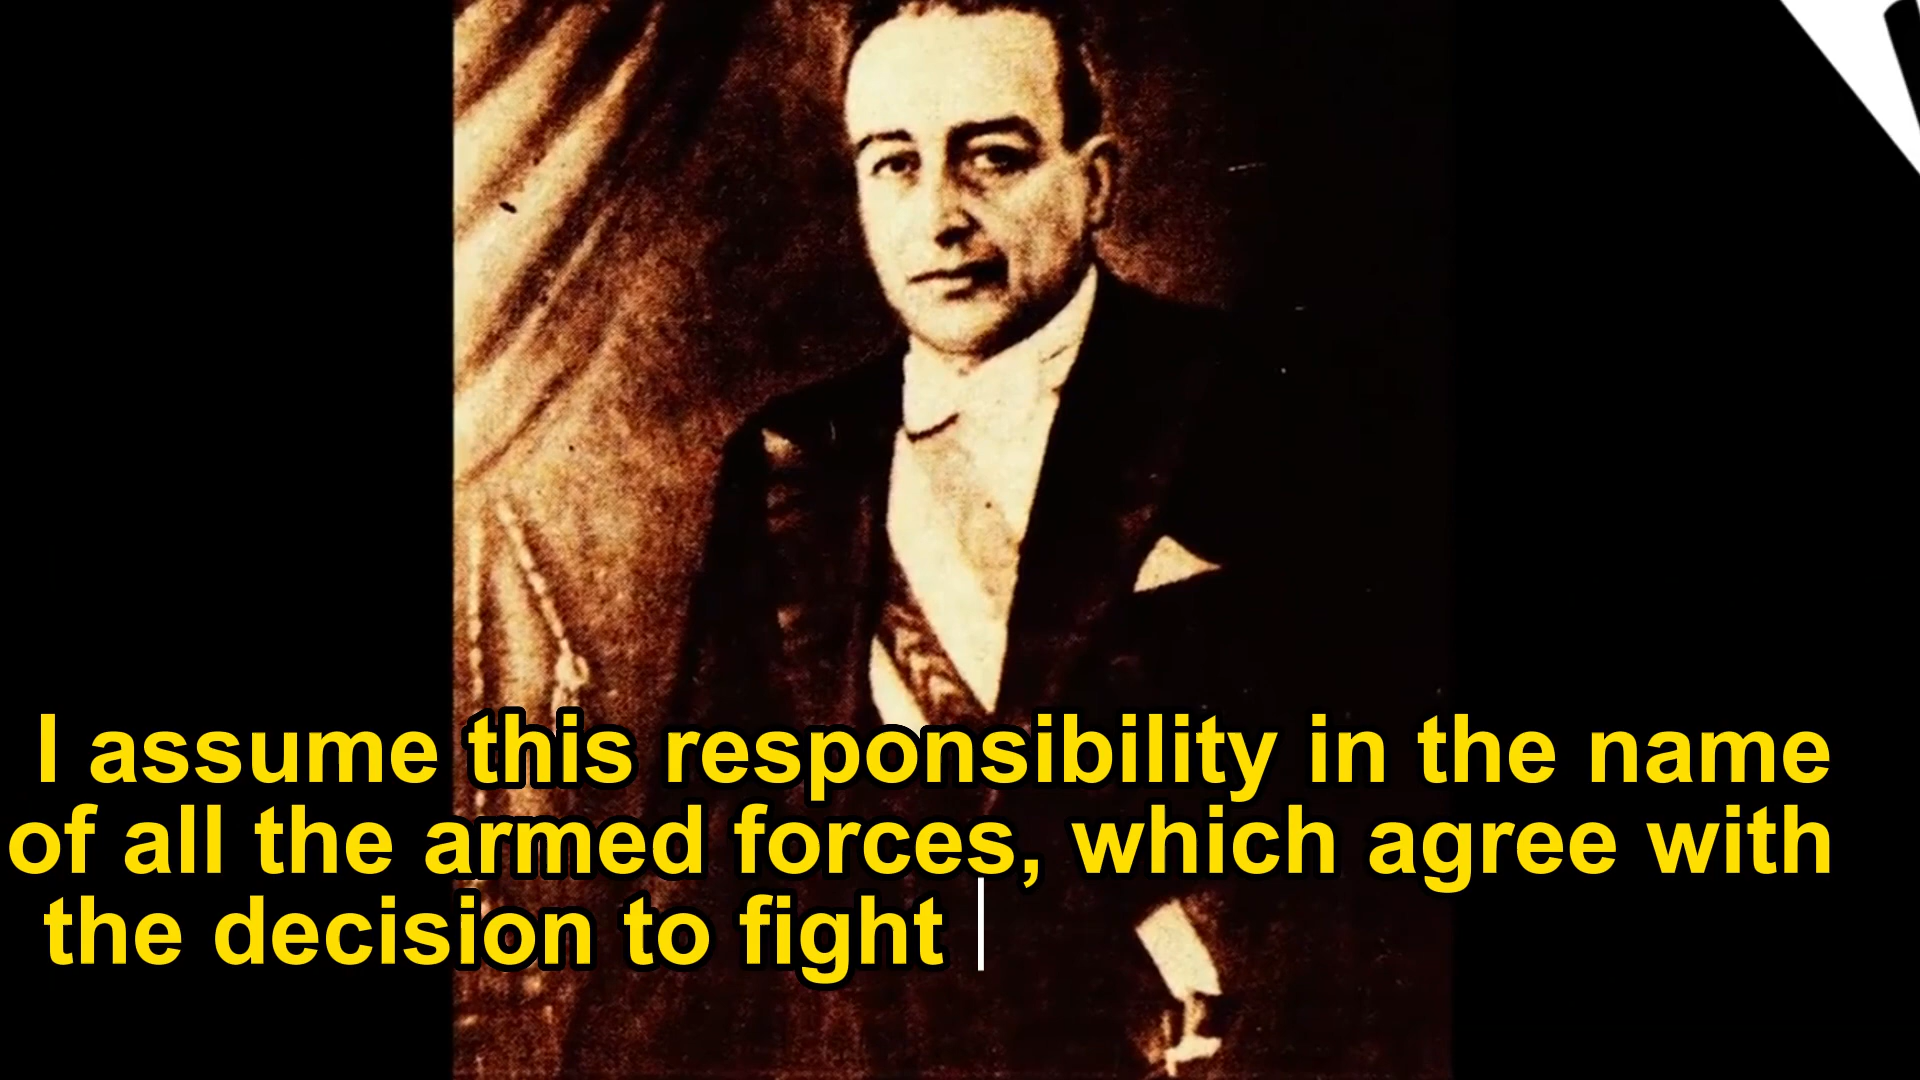 I assume this responsibility in the name
of all the armed forces, which agree with
the decision to fight